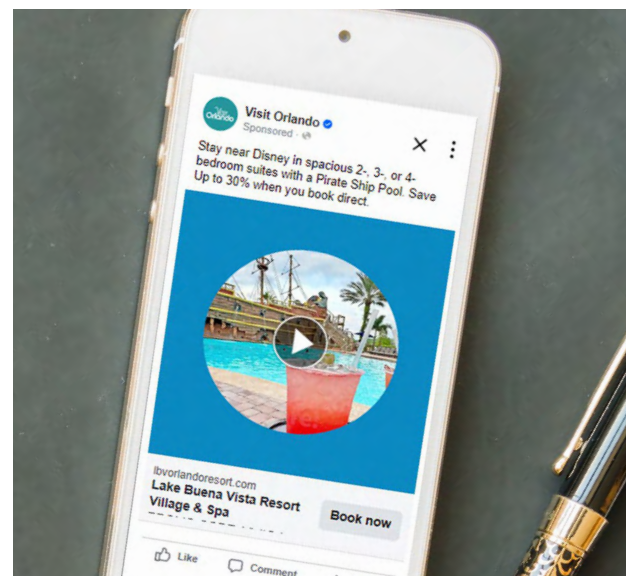 Visit Orlando
Visit Orlando
Sponsored ·
Stay near Disney in spacious 2-, 3-, or 4-
bedroom suites with a Pirate Ship Pool. Save
Up to 30% when you book direct.
lbvorlandoresort.com
Lake Buena Vista Resort
Village & Spa
Book now
Like
Comment